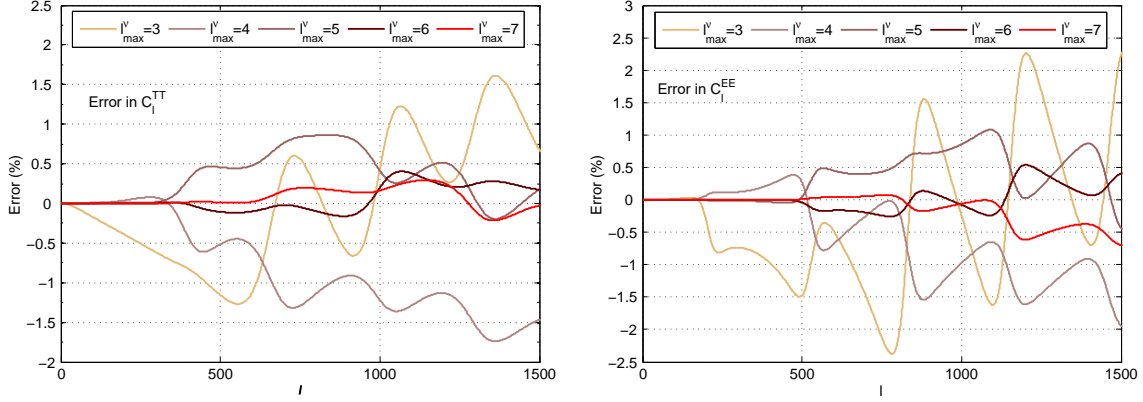 2.5
2
1.5
1
0.5
0
−0.5
−1
−1.5
−2
Error (%)
l^ν_max=3 l^ν_max=4 l^ν_max=5 l^ν_max=6 l^ν_max=7
Error in C_l^TT
0 500 1000 1500
l
3
2.5
2
1.5
1
0.5
0
−0.5
−1
−1.5
−2
−2.5
Error (%)
l^ν_max=3 l^ν_max=4 l^ν_max=5 l^ν_max=6 l^ν_max=7
Error in C_l^EE
0 500 1000 1500
l